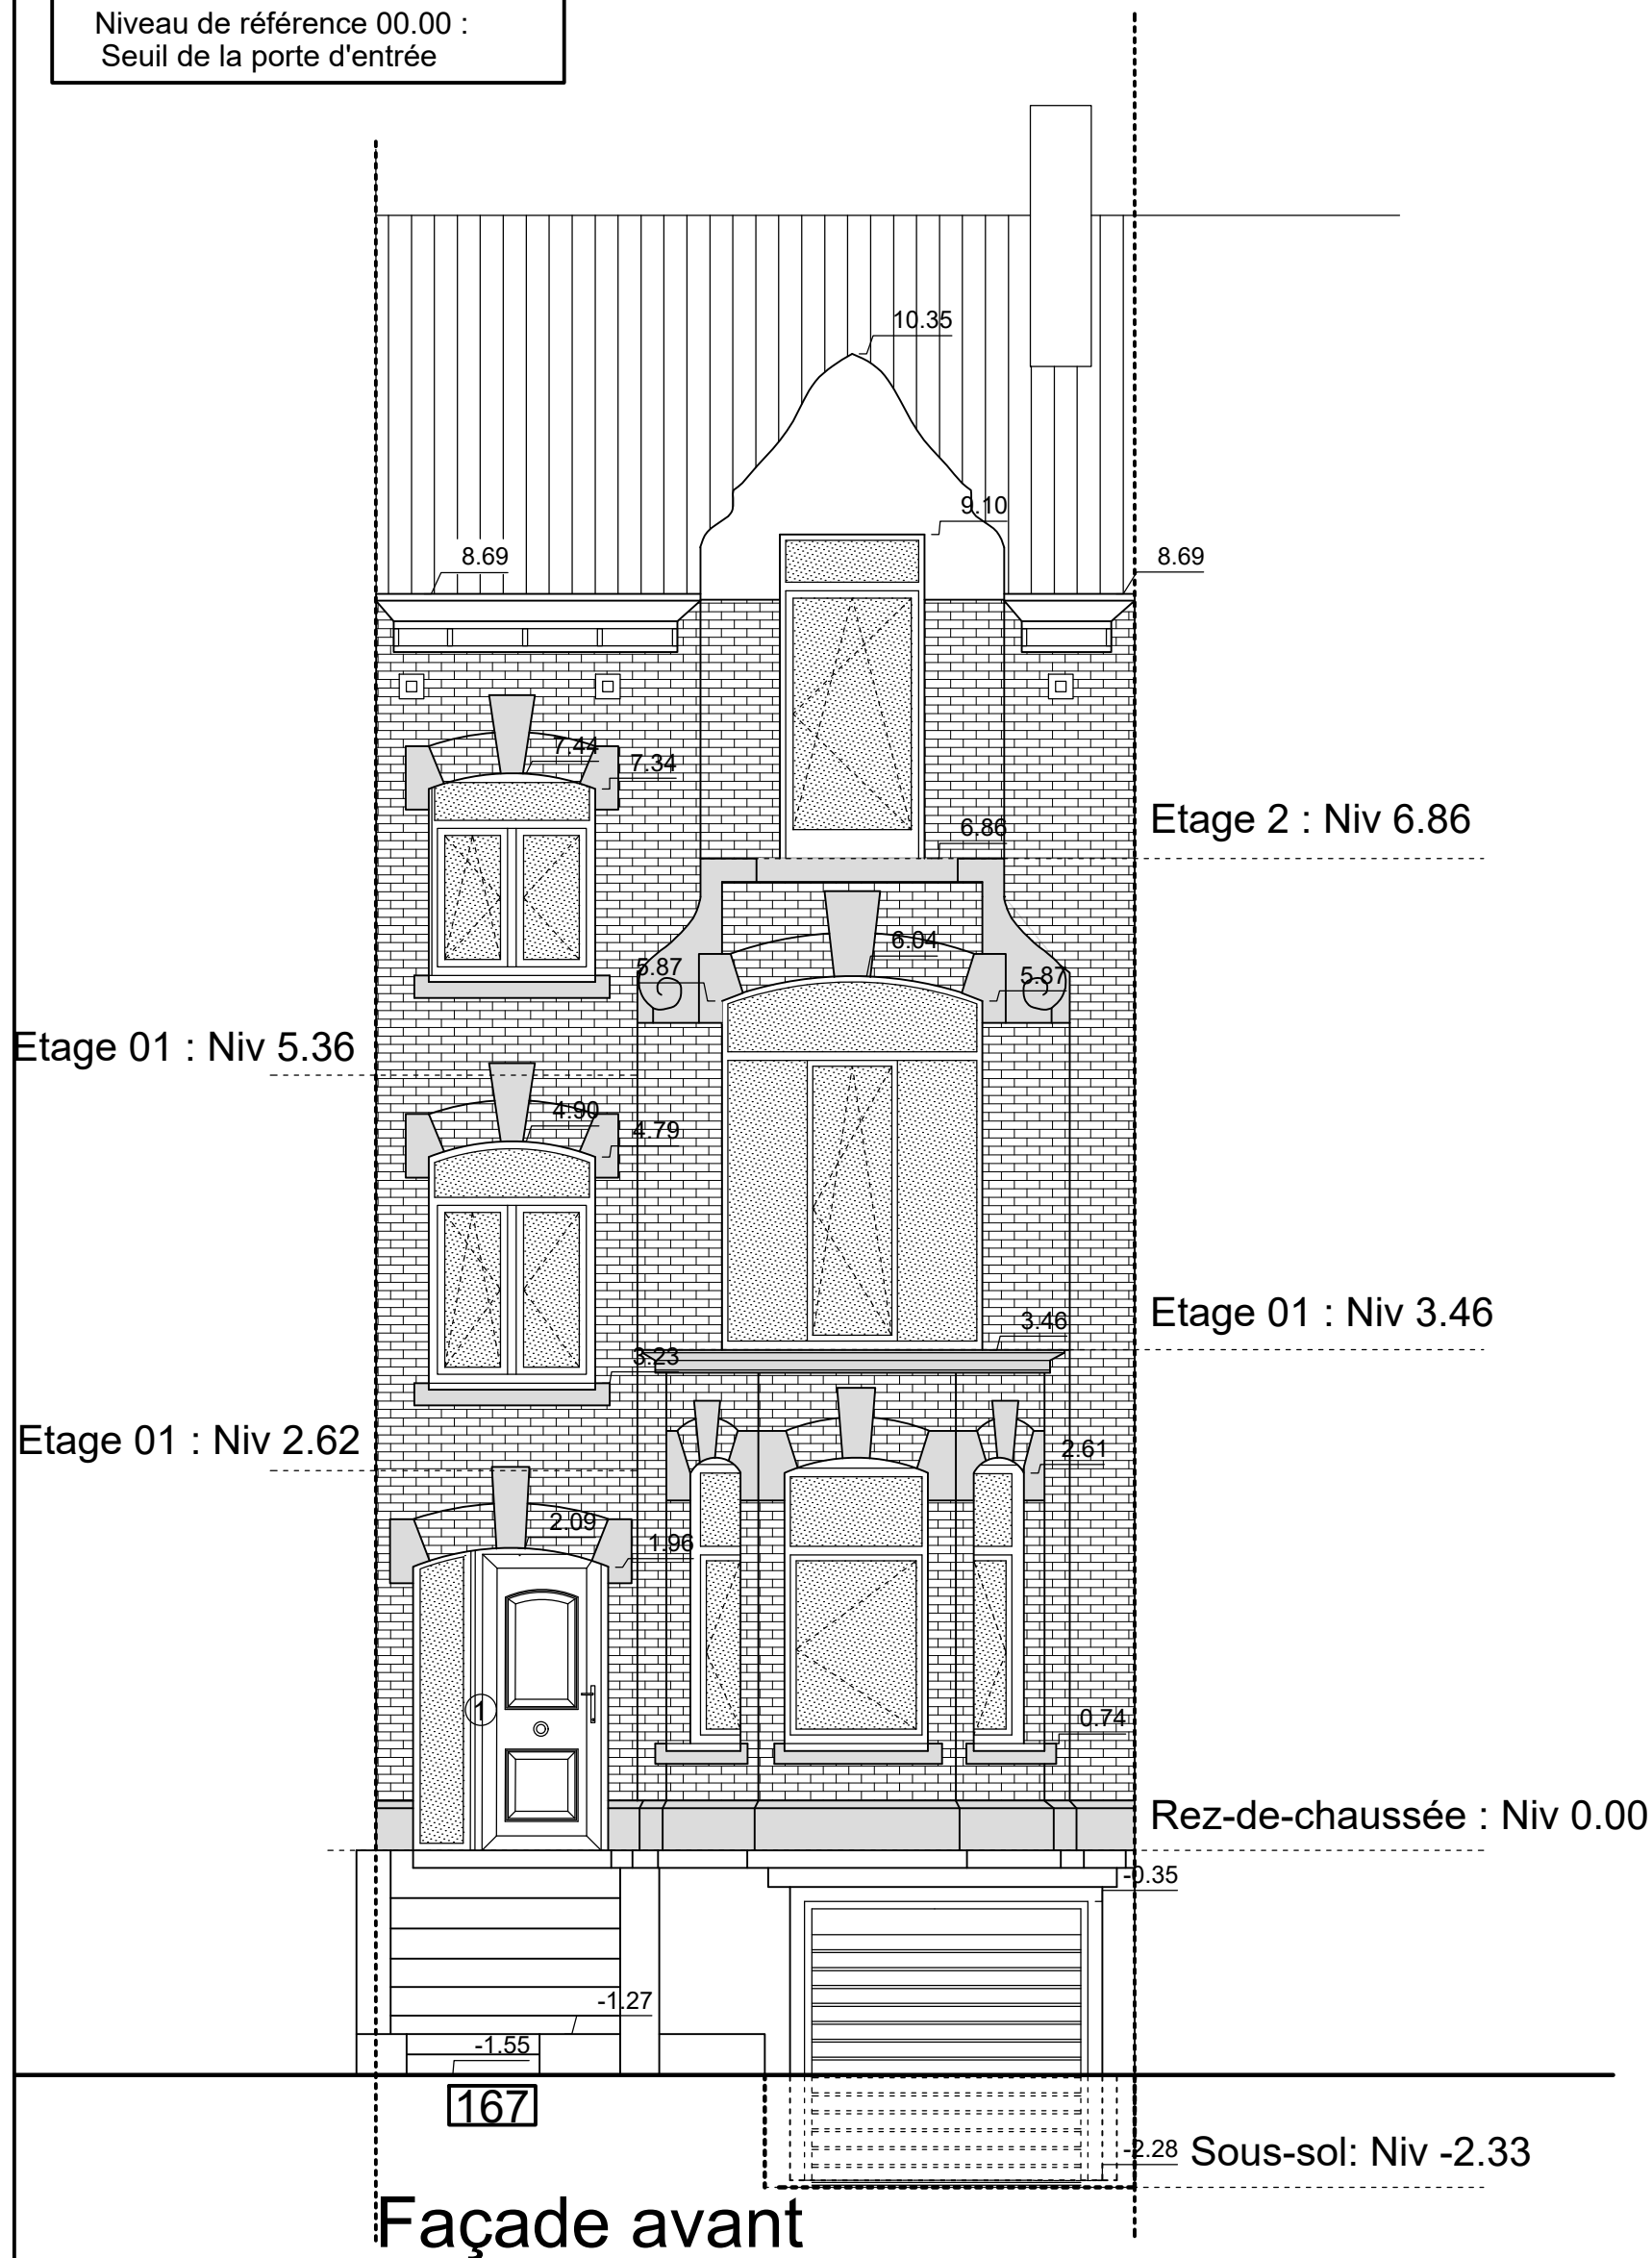 Niveau de référence 00.00 :
Seuil de la porte d'entrée
10.35
9.10
8.69
8.69
7.44
7.34
Etage 2 : Niv 6.86
6.86
6.04
5.87
5.87
Etage 01 : Niv 5.36
4.90
4.79
Etage 01 : Niv 3.46
3.46
3.23
Etage 01 : Niv 2.62
2.61
2.09
1.96
1
0.74
Rez-de-chaussée : Niv 0.00
-0.35
-1.27
-1.55
167
-2.28
Sous-sol: Niv -2.33
Façade avant